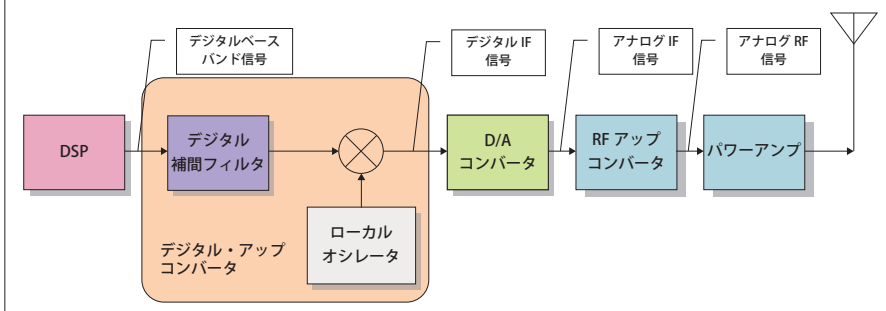 デジタルベース
バンド信号
デジタル IF
信号
アナログ IF
信号
アナログ RF
信号
DSP
デジタル
補間フィルタ
D/A
コンバータ
RF アップ
コンバータ
パワーアンプ
ローカル
オシレータ
デジタル・アップ
コンバータ